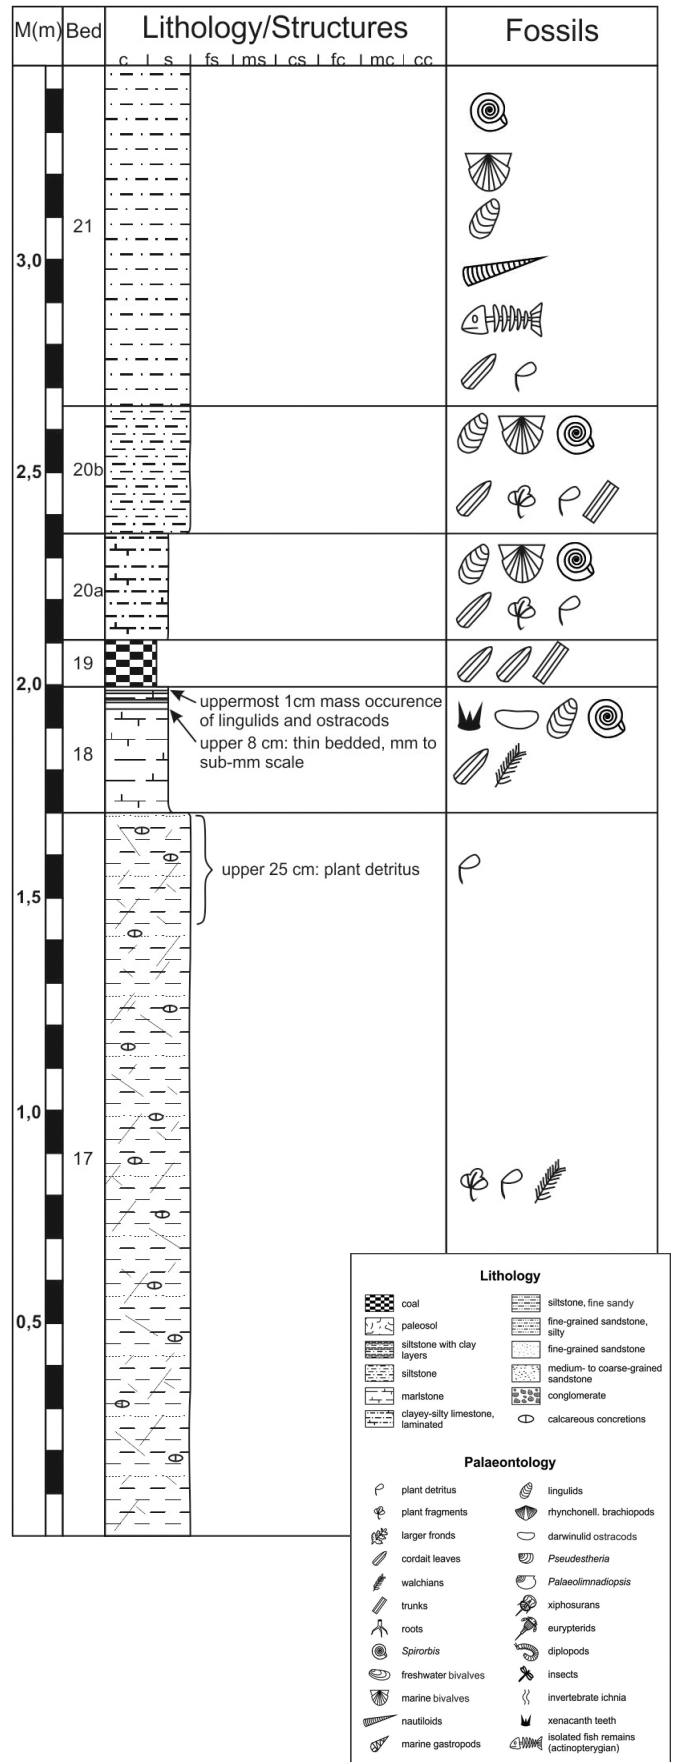 M(m) Bed Lithology/Structures Fossils
c s fs ms cs fc mc cc
21
3,0
2,5 20b
20a
19
2,0
uppermost 1cm mass occurence
of lingulids and ostracods
upper 8 cm: thin bedded, mm to
sub-mm scale
18
upper 25 cm: plant detritus
1,5
1,0
17
0,5
Lithology
coal
paleosol
siltstone with clay
layers
siltstone
marlstone
clayey-silty limestone,
laminated
siltstone, fine sandy
fine-grained sandstone,
silty
fine-grained sandstone
medium- to coarse-grained
sandstone
conglomerate
calcareous concretions
Palaeontology
plant detritus
plant fragments
larger fronds
cordait leaves
walchians
trunks
roots
Spirorbis
freshwater bivalves
marine bivalves
nautiloids
marine gastropods
lingulids
rhynchonell. brachiopods
darwinulid ostracods
Pseudestheria
Palaeolimnadiopsis
xiphosurans
eurypterids
diplopods
insects
invertebrate ichnia
xenacanth teeth
isolated fish remains
(actinopterygian)